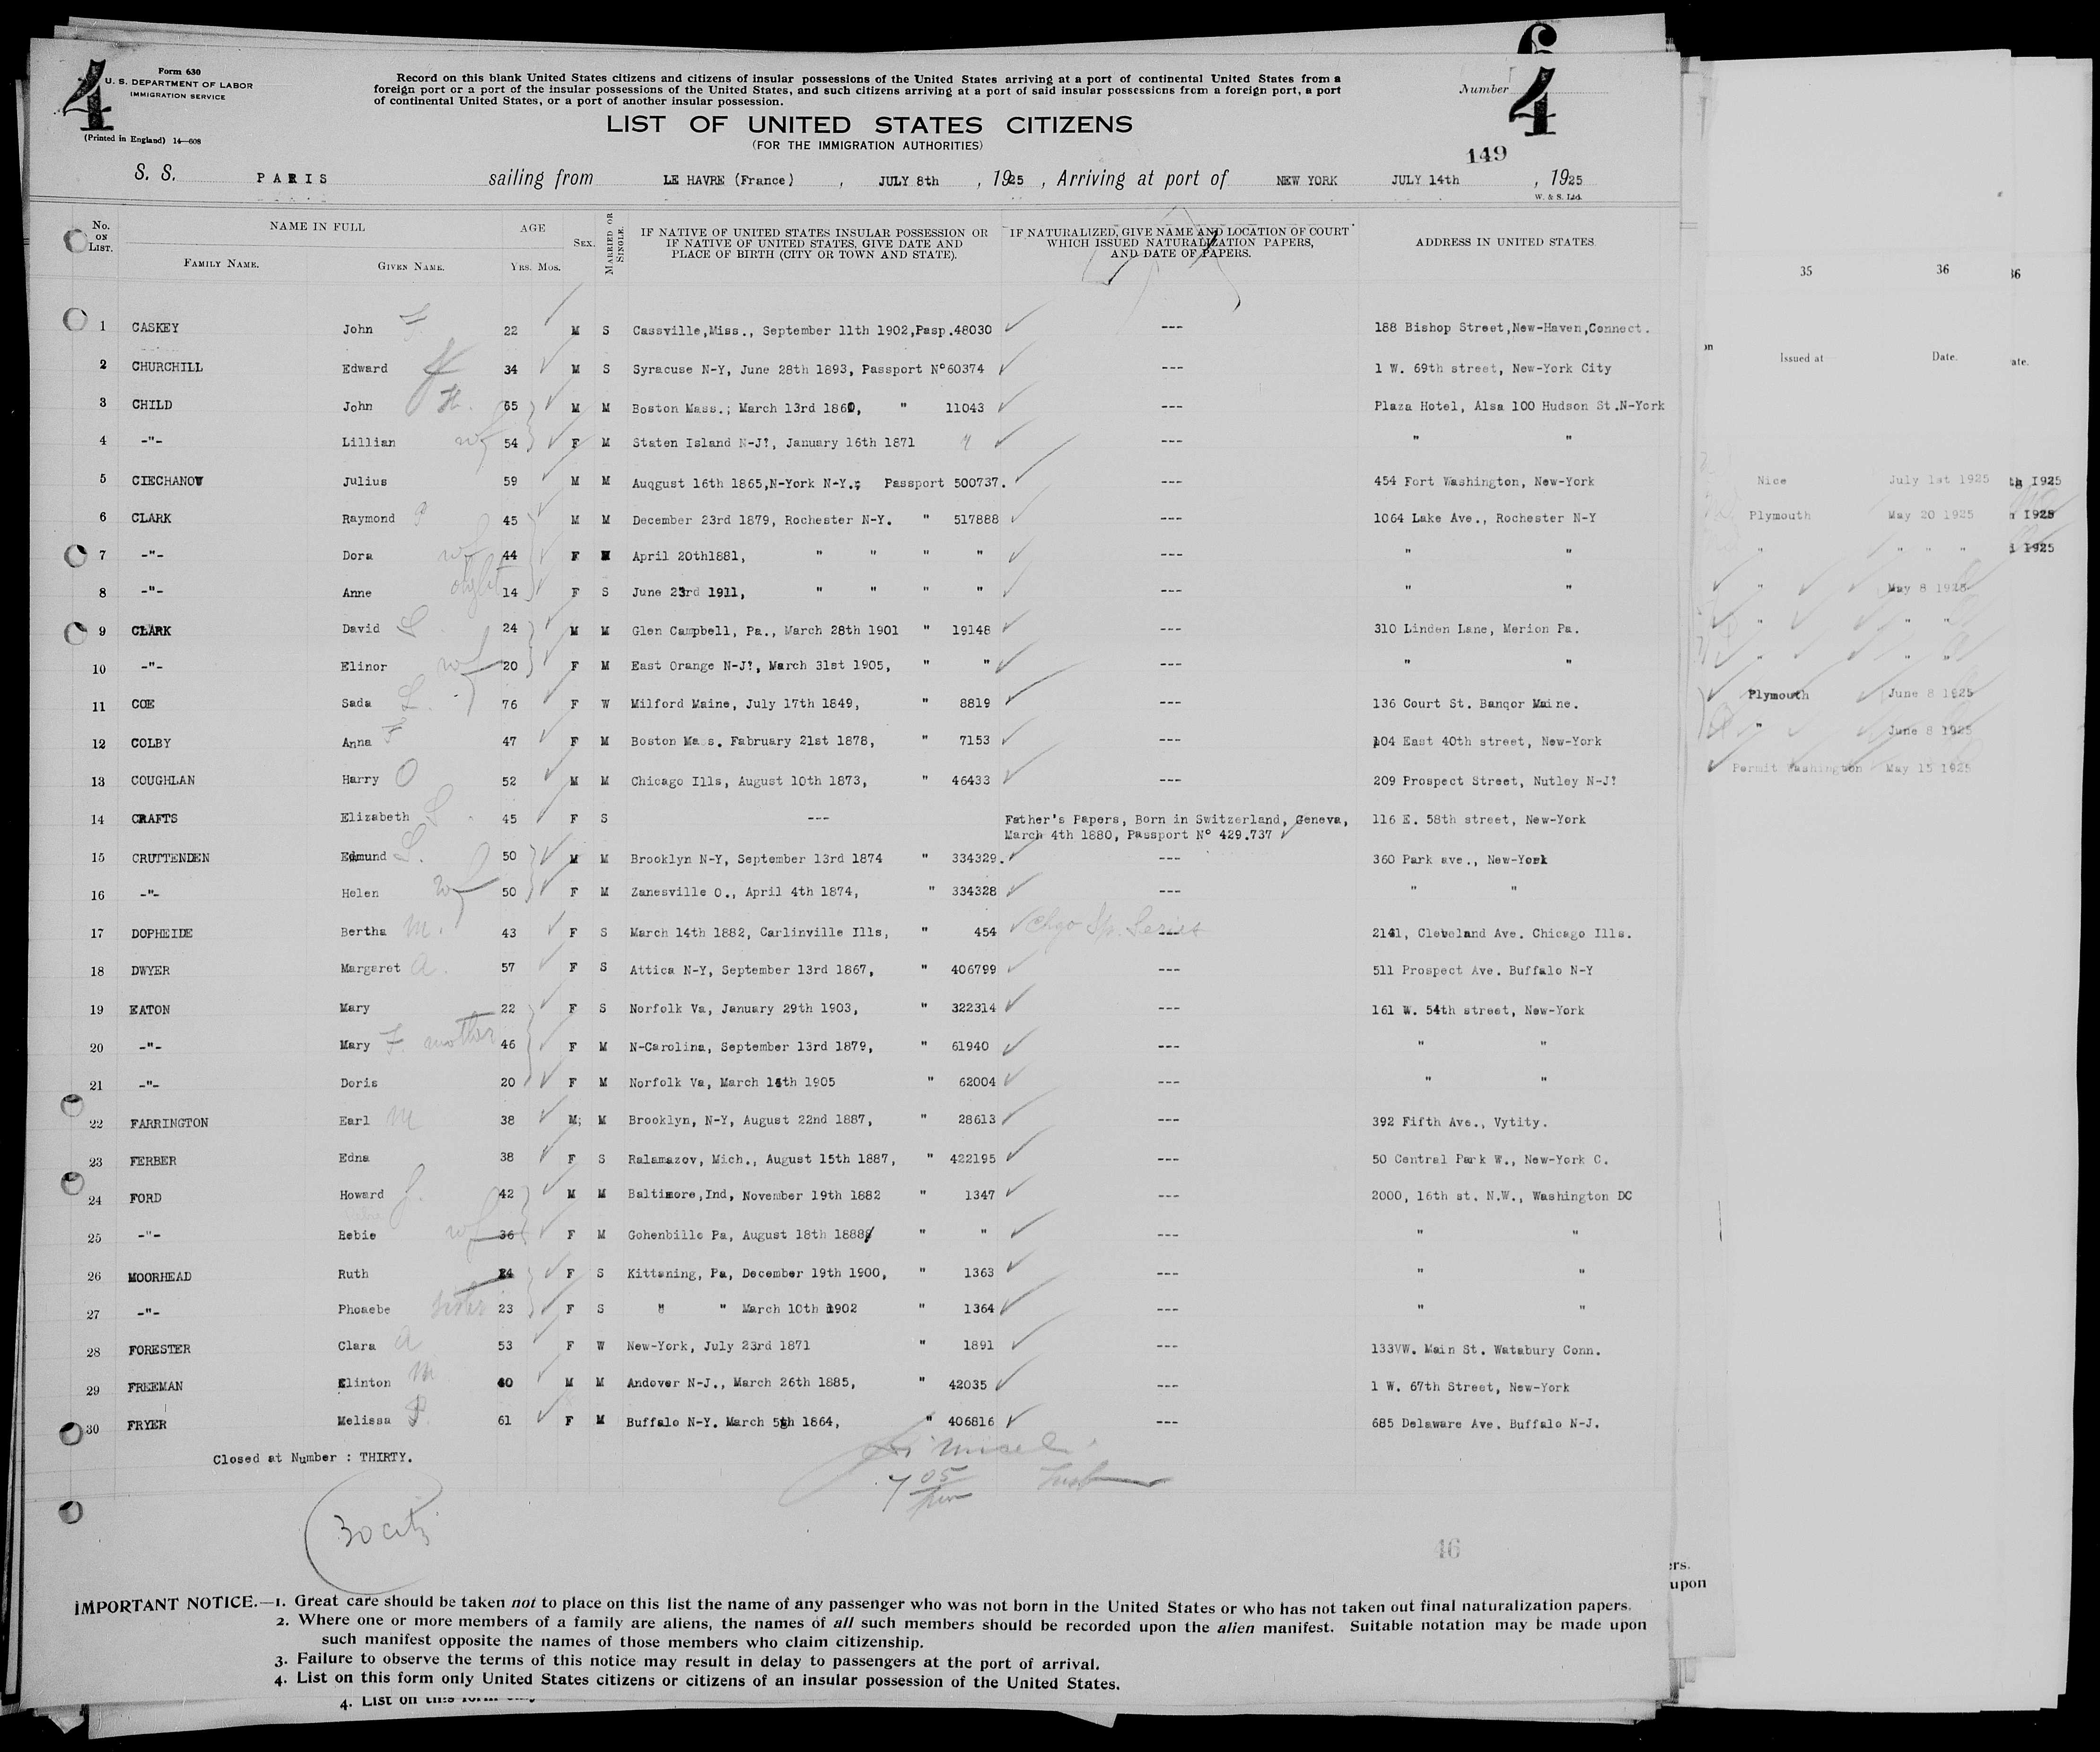 4
Form 630
U. S. DEPARTMENT OF LABOR
IMMIGRATION SERVICE
(Printed in England) 14—608
Record on this blank United States citizens and citizens of insular possessions of the United States arriving at a port of continental United States from a
foreign port or a port of the insular possessions of the United States, and such citizens arriving at a port of said insular possessions from a foreign port, a port
of continental United States, or a port of another insular possession.
Number 4
LIST OF UNITED STATES CITIZENS
(FOR THE IMMIGRATION AUTHORITIES)
149
S. S. PARIS sailing from LE HAVRE (France) , JULY 8th , 1925 , Arriving at port of NEW YORK JULY 14th , 1925
W. & S. Ltd.
No. ON LIST. NAME IN FULL FAMILY NAME. GIVEN NAME. AGE YRS. MOS. SEX. MARRIED OR SINGLE. IF NATIVE OF UNITED STATES INSULAR POSSESSION OR IF NATIVE OF UNITED STATES, GIVE DATE AND PLACE OF BIRTH (CITY OR TOWN AND STATE). IF NATURALIZED, GIVE NAME AND LOCATION OF COURT WHICH ISSUED NATURALIZATION PAPERS, AND DATE OF PAPERS. ADDRESS IN UNITED STATES
1 CASKEY John 22 M S Cassville,Miss., September 11th 1902,Pasp.48030 --- 188 Bishop Street,New-Haven,Connect.
2 CHURCHILL Edward 34 M S Syracuse N-Y, June 28th 1893, Passport N°60374 --- 1 W. 69th street, New-York City
3 CHILD John H. 65 M M Boston Mass.; March 13rd 1860, " 11043 --- Plaza Hotel, Alsa 100 Hudson St.N-York
4 -"- Lillian wf 54 F M Staten Island N-J!, January 16th 1871 " --- " "
5 CIECHANOW Julius 59 M M Auqgust 16th 1865,N-York N-Y.; Passport 500737. --- 454 Fort Washington, New-York
6 CLARK Raymond 45 M M December 23rd 1879, Rochester N-Y. " 517888 --- 1064 Lake Ave., Rochester N-Y
7 -"- Dora wf 44 F M April 20th1881, " " " " --- " "
8 -"- Anne 14 F S June 23rd 1911, " " " " --- " "
9 CLARK David S 24 M M Glen Campbell, Pa., March 28th 1901 " 19148 --- 310 Linden Lane, Merion Pa.
10 -"- Elinor wf 20 F M East Orange N-J!, March 31st 1905, " " --- " "
11 COE Sada L. 76 F W Milford Maine, July 17th 1849, " 8819 --- 136 Court St. Banqor Maine.
12 COLBY Anna F 47 F M Boston Ma s. Fabruary 21st 1878, " 7153 --- 104 East 40th street, New-York
13 COUGHLAN Harry O 52 M M Chicago Ills, August 10th 1873, " 46433 --- 209 Prospect Street, Nutley N-J!
14 CRAFTS Elizabeth S. 45 F S --- Father's Papers, Born in Switzerland, Geneva, 116 E. 58th street, New-York
March 4th 1880, Passport N° 429.737
15 CRUTTENDEN Edmund S. 50 M M Brooklyn N-Y, September 13rd 1874 " 334329. --- 360 Park ave., New-York
16 -"- Helen wf 50 F M Zanesville O., April 4th 1874, " 334328 --- " "
17 DOPHEIDE Bertha M. 43 F S March 14th 1882, Carlinville Ills, " 454 Chgo Sp. Series --- 2141, Cleveland Ave. Chicago Ills.
18 DWYER Margaret A. 57 F S Attica N-Y, September 13rd 1867, " 406799 --- 511 Prospect Ave. Buffalo N-Y
19 EATON Mary 22 F S Norfolk Va, January 29th 1903, " 322314 --- 161 W. 54th street, New-York
20 -"- Mary F. mother 46 F M N-Carolina, September 13rd 1879, " 61940 --- " "
21 -"- Doris 20 F M Norfolk Va, March 14th 1905 " 62004 --- " "
22 FARRINGTON Earl M 38 M; M Brooklyn, N-Y, August 22nd 1887, " 28613 --- 392 Fifth Ave., Vytity.
23 FERBER Edna 38 F S Ralamazov, Mich., August 15th 1887, " 422195 --- 50 Central Park W., New-York C.
24 FORD Howard J. 42 M M Baltimore,Ind, November 19th 1882 " 1347 --- 2000, 16th st. N.W., Washington DC
25 -"- Bebie wf 36 F M Gohenbille Pa, August 18th 1888 " " --- " "
26 MOORHEAD Ruth 24 F S Kittaning, Pa, December 19th 1900, " 1363 --- " "
27 -"- Phoaebe sister 23 F S " " March 10th 1902 " 1364 --- " "
28 FORESTER Clara A 53 F W New-York, July 23rd 1871 " 1891 --- 133VW. Main St. Watabury Conn.
29 FREEMAN Clinton M 40 M M Andover N-J., March 26th 1885, " 42035 --- 1 W. 67th Street, New-York
30 FRYER Melissa P. 61 F M Buffalo N-Y. March 5th 1864, " 406816 --- 685 Delaware Ave. Buffalo N-J.
Closed at Number : THIRTY.
7 05
30 citz
46
IMPORTANT NOTICE.—1. Great care should be taken not to place on this list the name of any passenger who was not born in the United States or who has not taken out final naturalization papers.
2. Where one or more members of a family are aliens, the names of all such members should be recorded upon the alien manifest. Suitable notation may be made upon
such manifest opposite the names of those members who claim citizenship.
3. Failure to observe the terms of this notice may result in delay to passengers at the port of arrival.
4. List on this form only United States citizens or citizens of an insular possession of the United States.
4. List on this form only
35 36 36
Issued at Date. ate.
Nice July 1st 1925 th 1925
Plymouth May 20 1925 1925
" " " " 1925
" May 8 1925
" " "
" " "
Plymouth June 8 1925
" June 8 1925
Permit Washington May 15 1925
ers.
upon